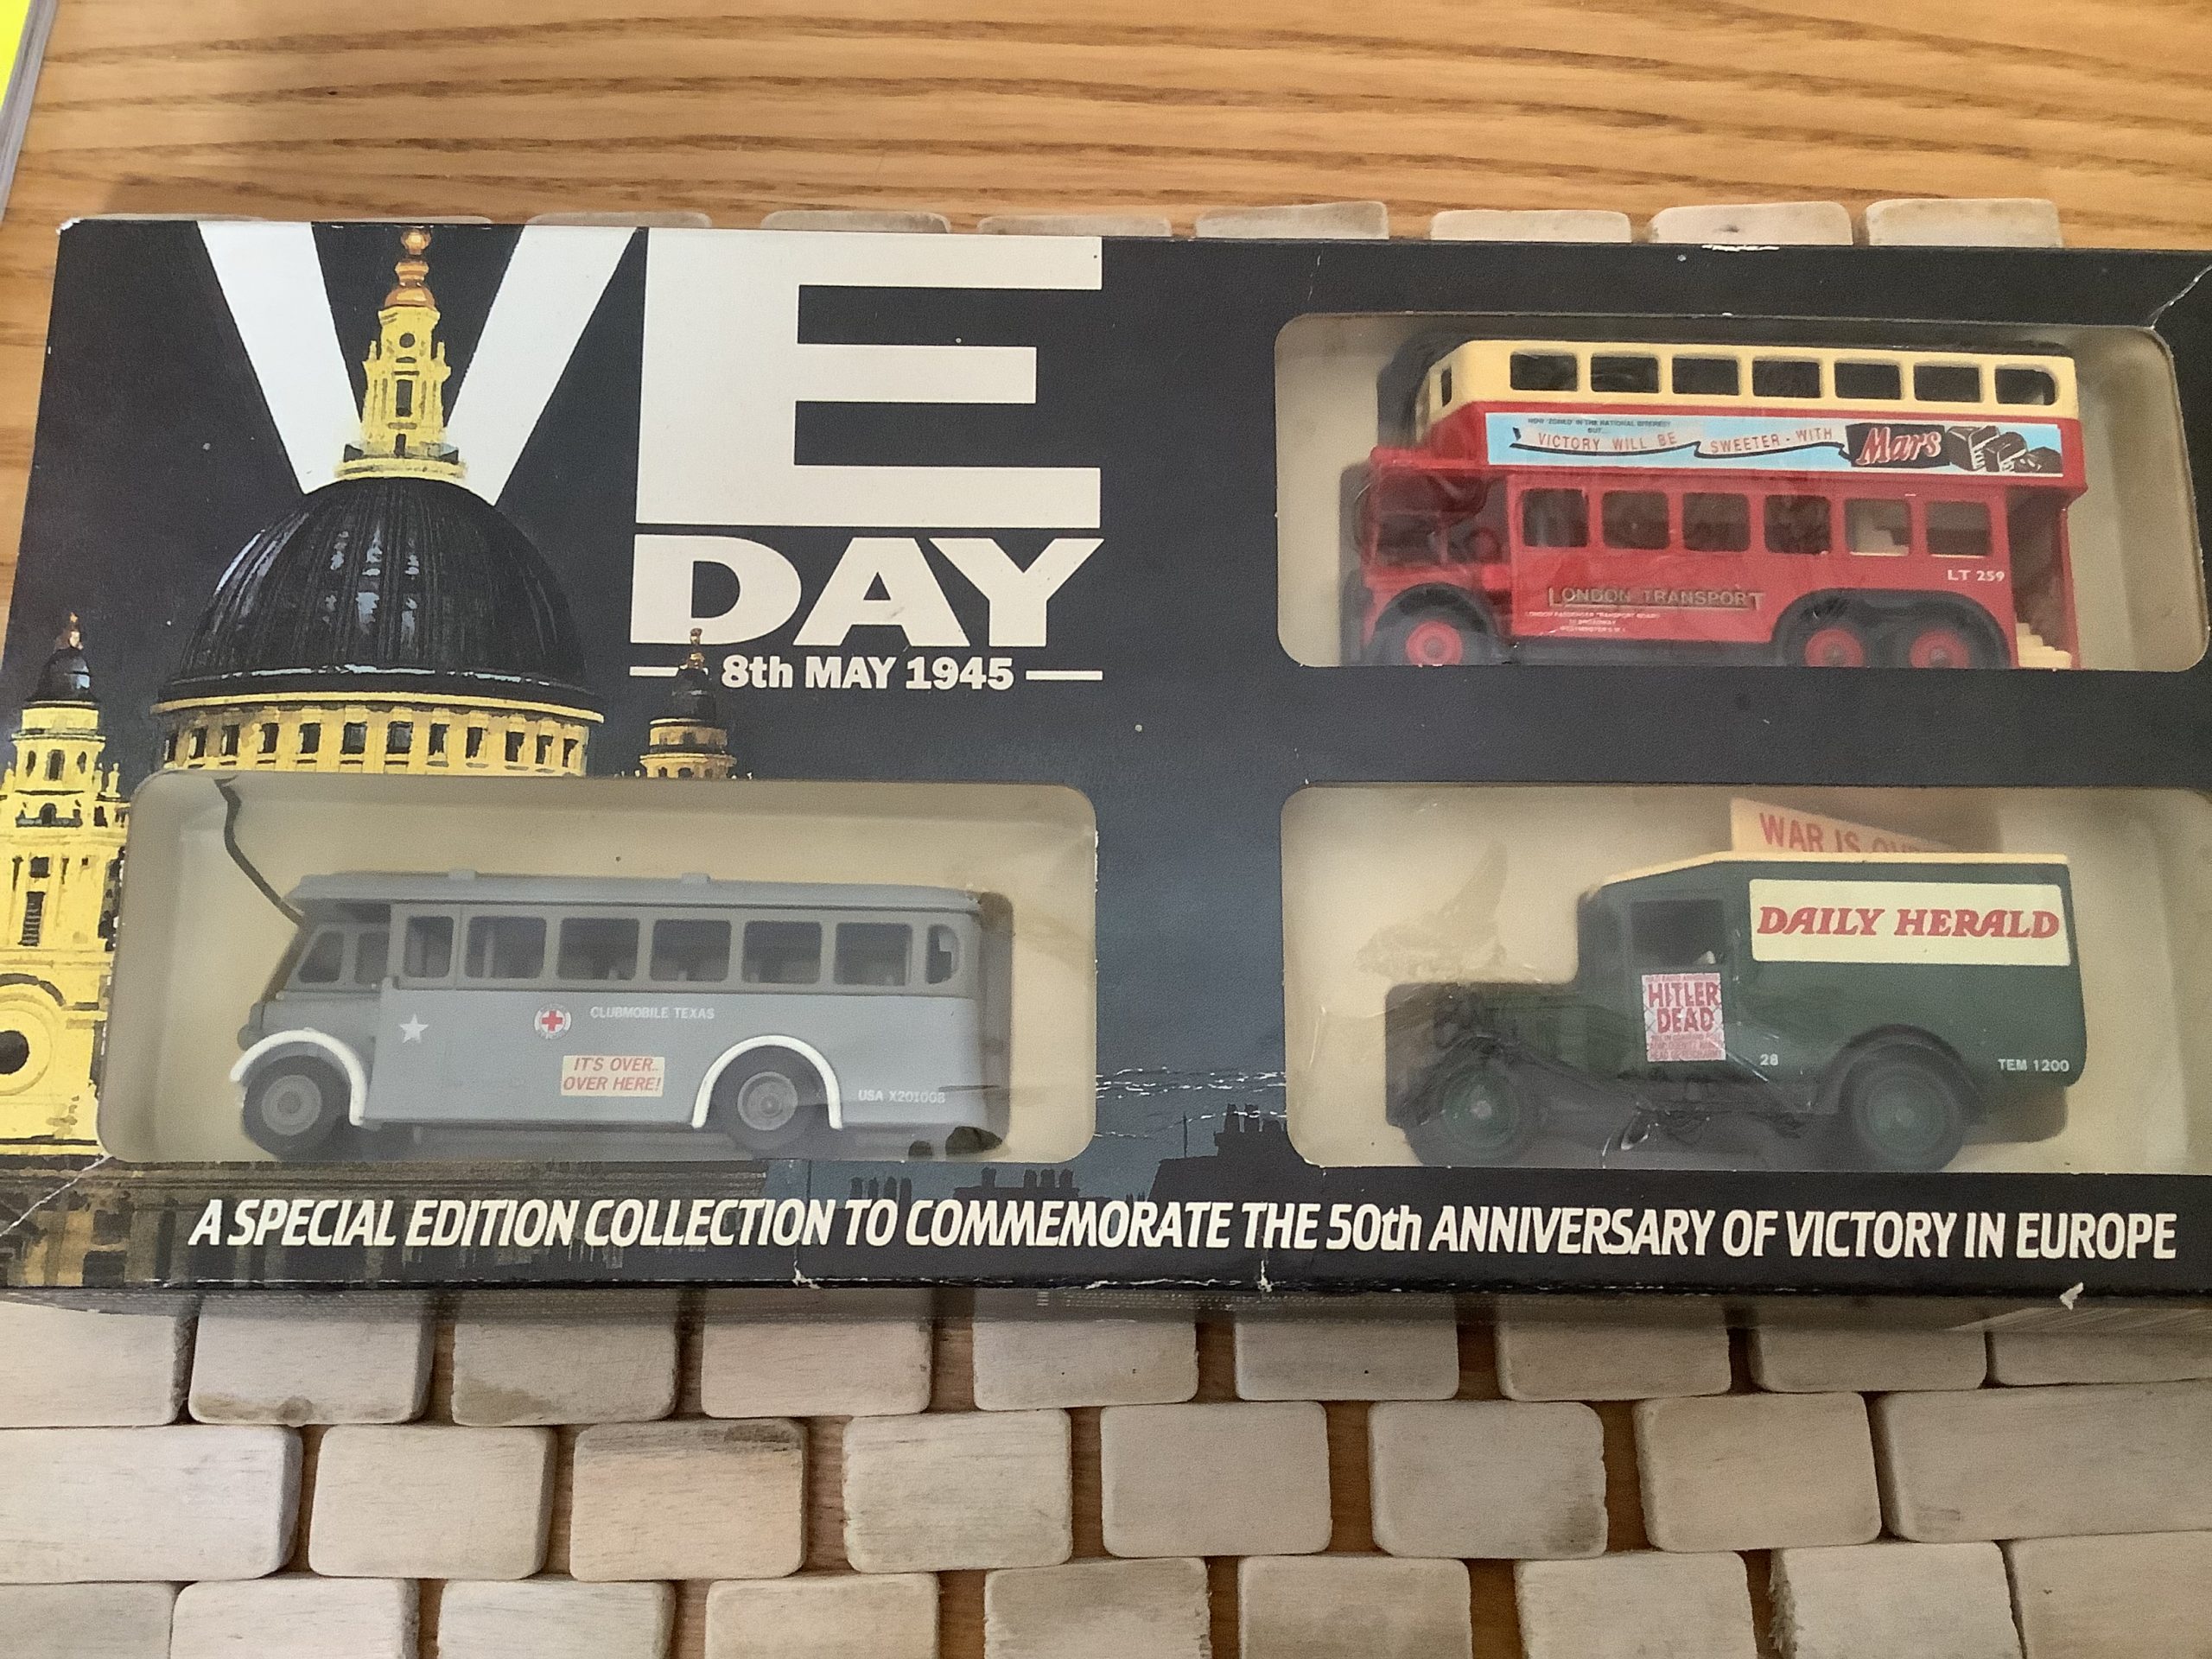 VE
DAY
8th MAY 1945
VICTORY WILL BE SWEETER - WITH Mars
LT 259
LONDON TRANSPORT
WAR IS
DAILY HERALD
HITLER
DEAD
28
TEM 1200
CLUBMOBILE TEXAS
IT'S OVER..
OVER HERE!
USA X201008
A SPECIAL EDITION COLLECTION TO COMMEMORATE THE 50th ANNIVERSARY OF VICTORY IN EUROPE